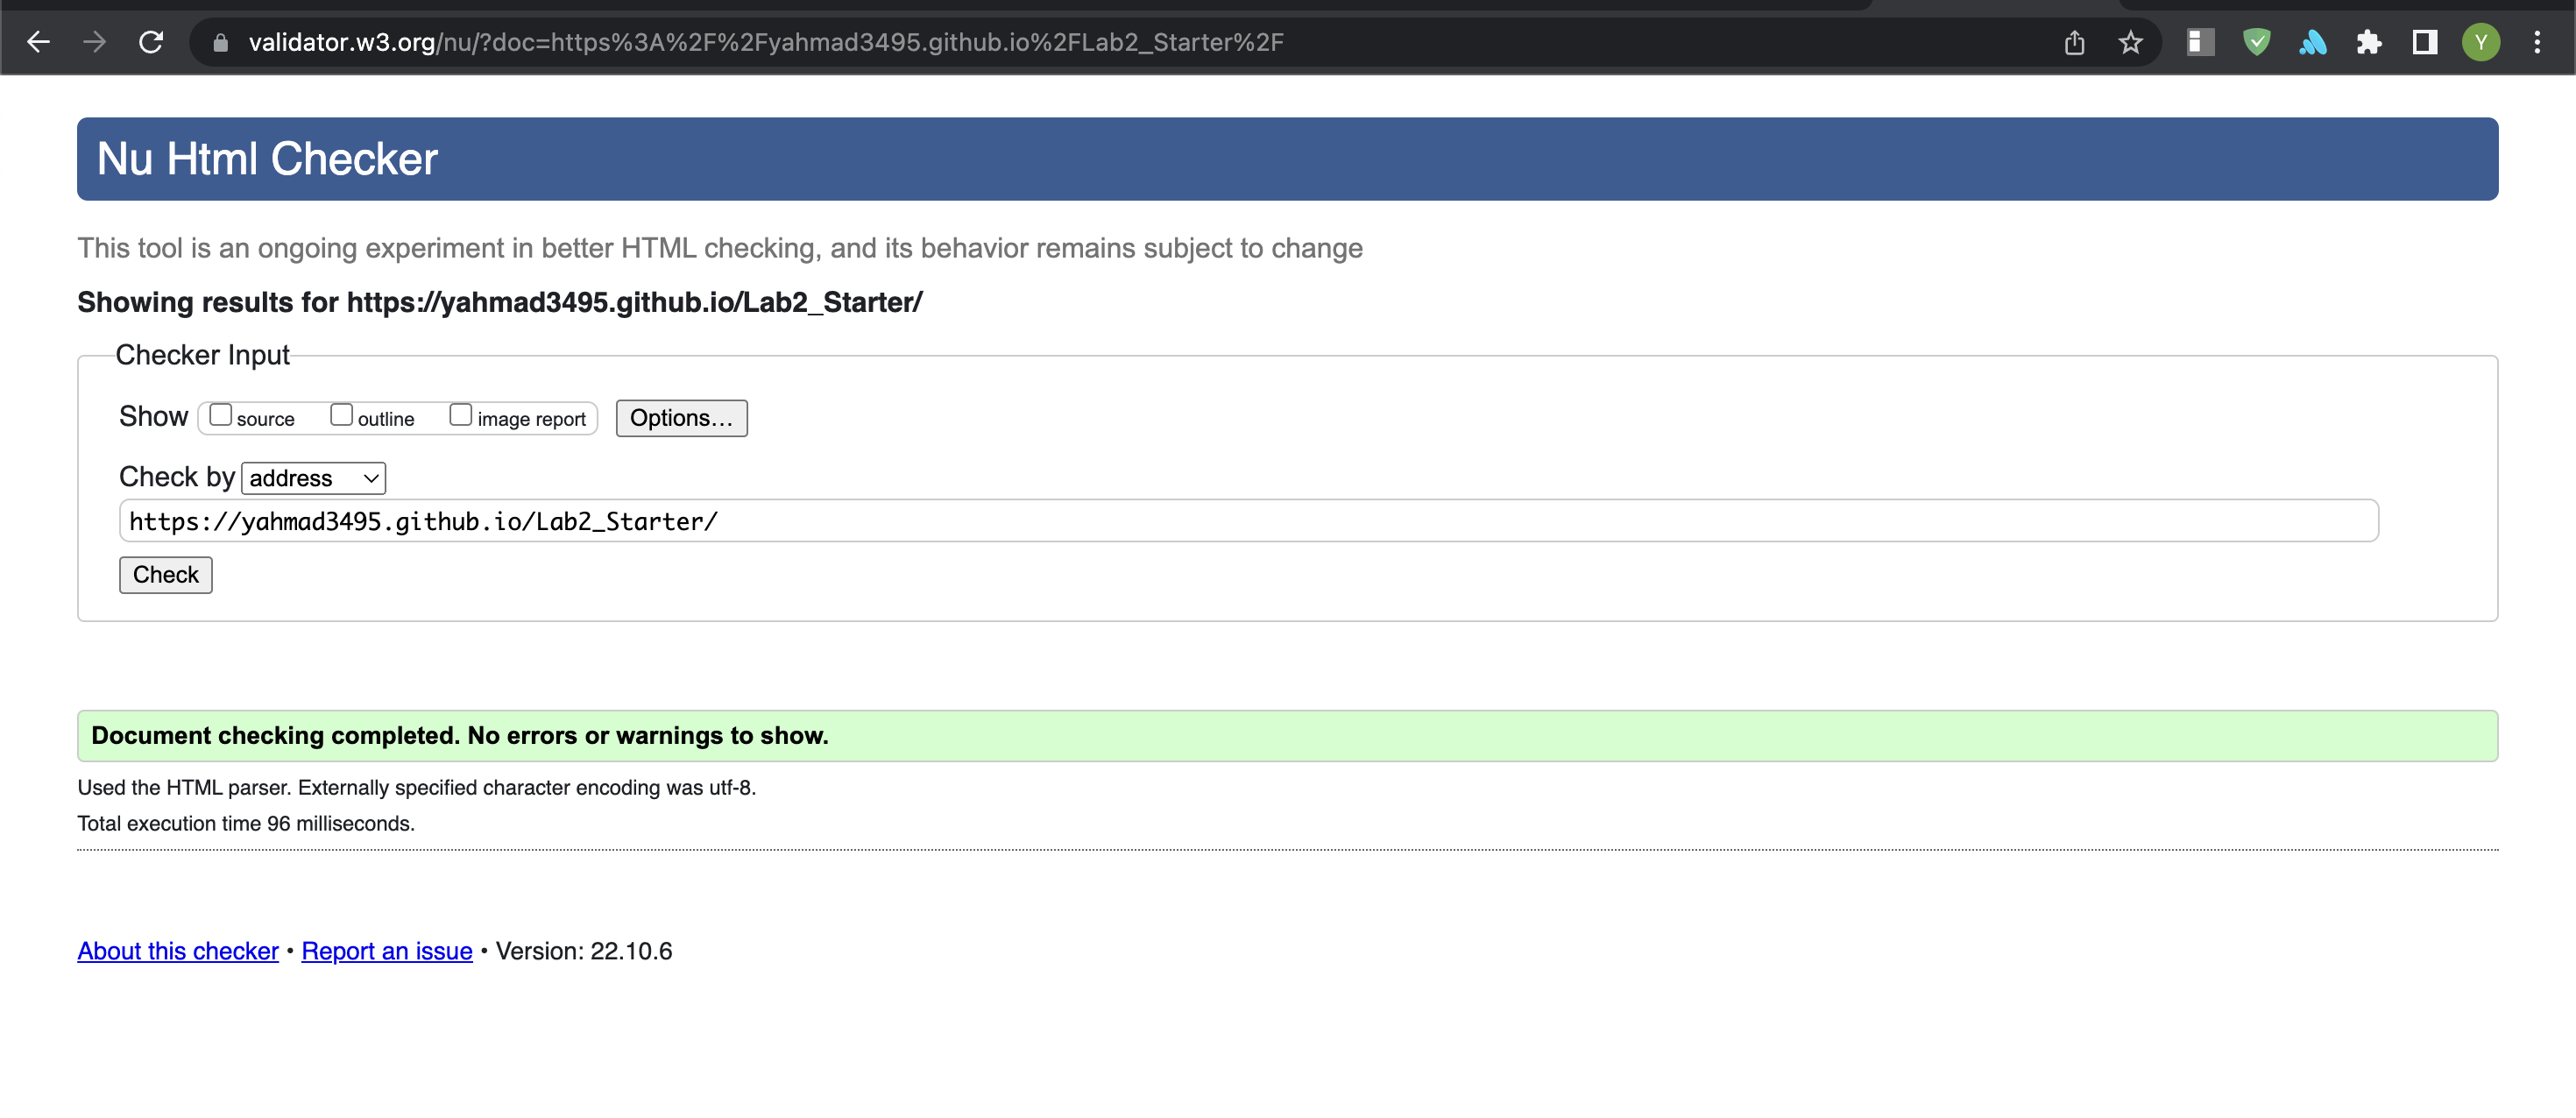 validator.w3.org/nu/?doc=https%3A%2F%2Fyahmad3495.github.io%2FLab2_Starter%2F
Y
Nu Html Checker
This tool is an ongoing experiment in better HTML checking, and its behavior remains subject to change
Showing results for https://yahmad3495.github.io/Lab2_Starter/
Checker Input
Show source outline image report Options…
Check by address
https://yahmad3495.github.io/Lab2_Starter/
Check
Document checking completed. No errors or warnings to show.
Used the HTML parser. Externally specified character encoding was utf-8.
Total execution time 96 milliseconds.
About this checker • Report an issue • Version: 22.10.6